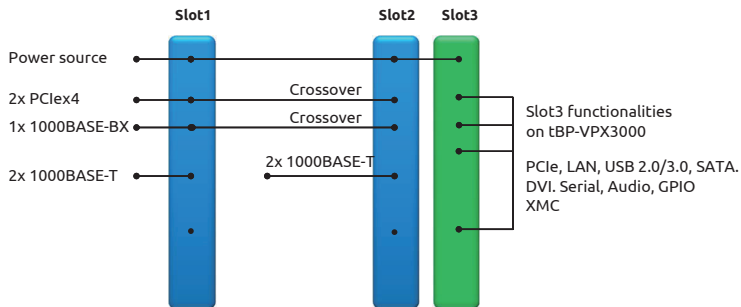 Slot1
Slot2
Slot3
Power source
2x PCIex4
Crossover
1x 1000BASE-BX
Crossover
2x 1000BASE-T
2x 1000BASE-T
Slot3 functionalities
on tBP-VPX3000
PCIe, LAN, USB 2.0/3.0, SATA.
DVI. Serial, Audio, GPIO
XMC